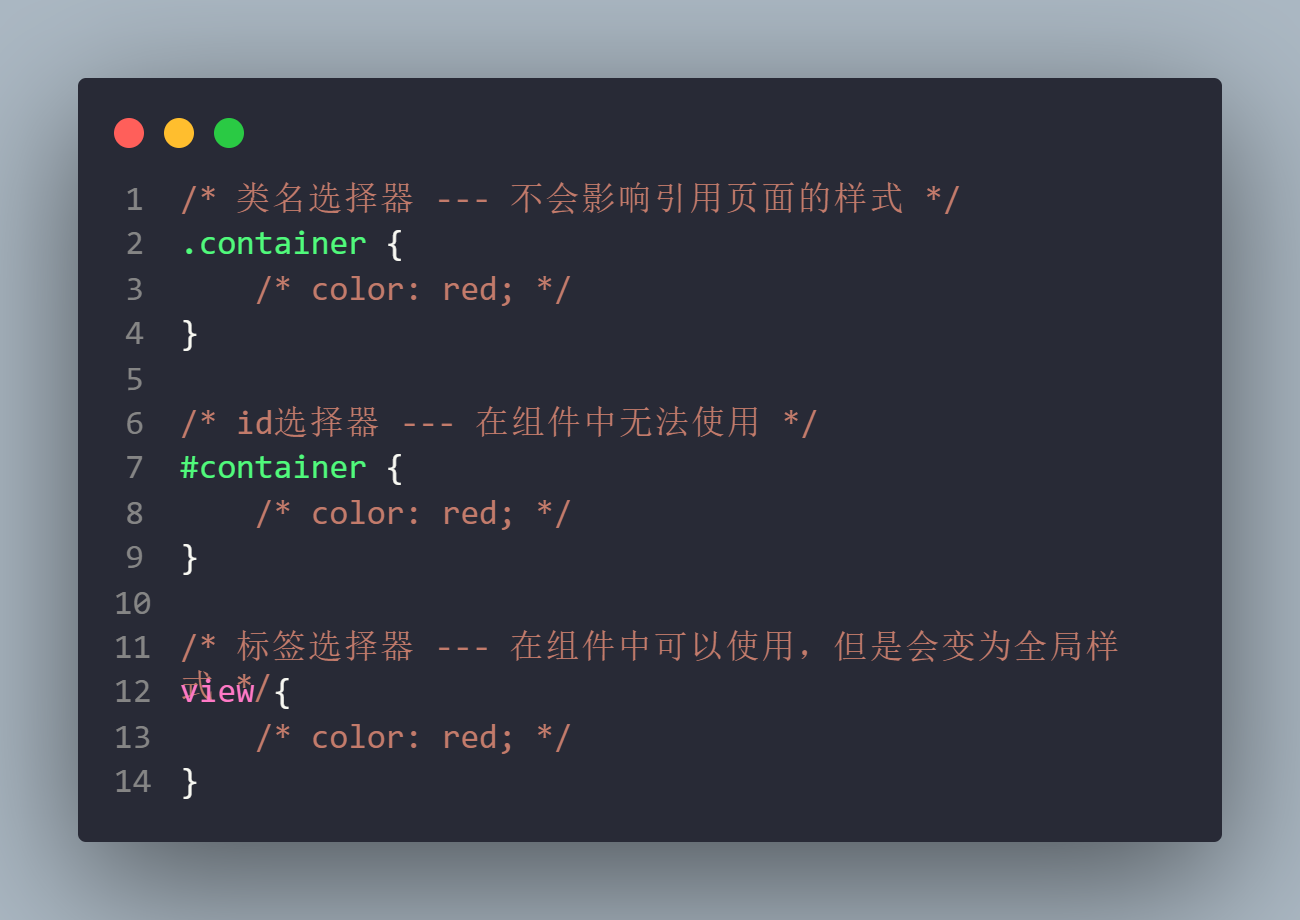 1 /* 类名选择器 --- 不会影响引用页面的样式 */
2 .container {
3     /* color: red; */
4 }
5
6 /* id选择器 --- 在组件中无法使用 */
7 #container {
8     /* color: red; */
9 }
10
11 /* 标签选择器 --- 在组件中可以使用，但是会变为全局样
式 */
12 view {
13     /* color: red; */
14 }